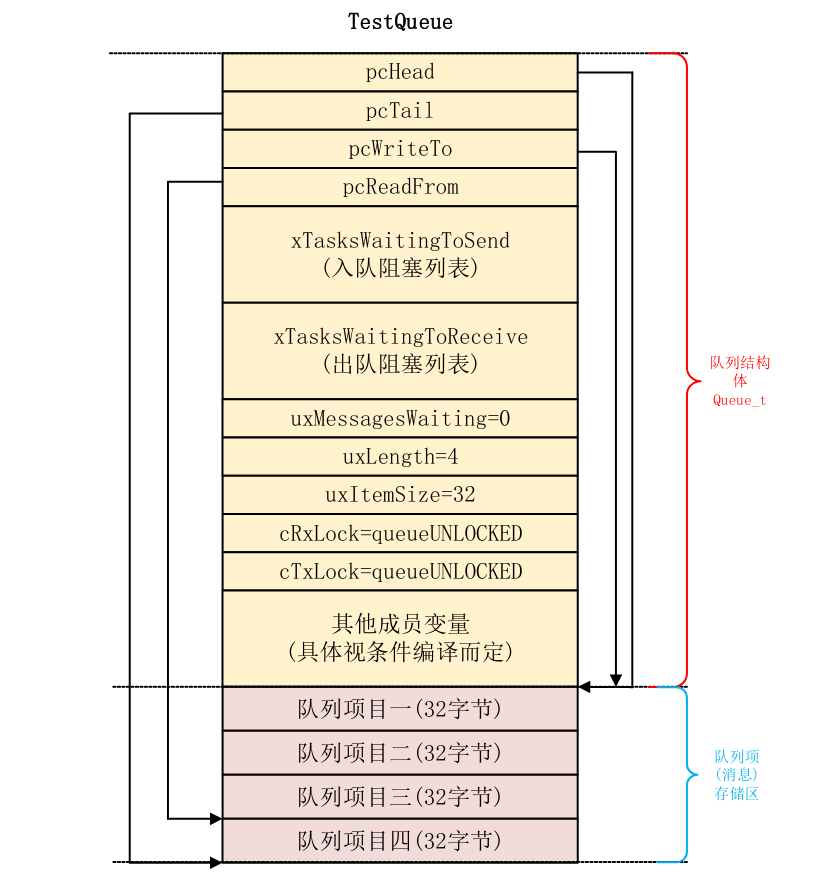 TestQueue
pcHead
pcTail
pcWriteTo
pcReadFrom
xTasksWaitingToSend
(入队阻塞列表)
xTasksWaitingToReceive
(出队阻塞列表)
uxMessagesWaiting=0
uxLength=4
uxItemSize=32
cRxLock=queueUNLOCKED
cTxLock=queueUNLOCKED
其他成员变量
(具体视条件编译而定)
队列项目一(32字节)
队列项目二(32字节)
队列项目三(32字节)
队列项目四(32字节)
队列结构
体
Queue_t
队列项
(消息)
存储区